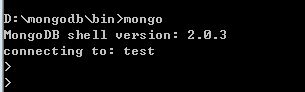 D:\mongodb\bin>mongo
MongoDB shell version: 2.0.3
connecting to: test
>
>